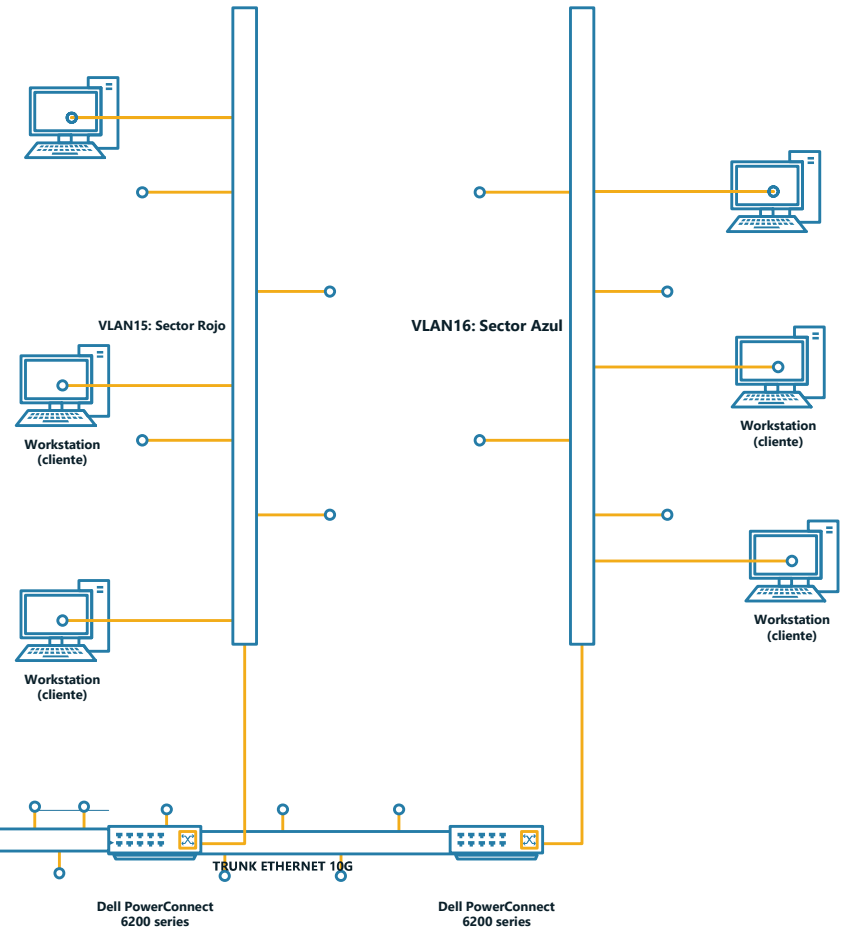 VLAN15: Sector Rojo
VLAN16: Sector Azul
Workstation
(cliente)
Workstation
(cliente)
Workstation
(cliente)
Workstation
(cliente)
TRUNK ETHERNET 10G
Dell PowerConnect
6200 series
Dell PowerConnect
6200 series